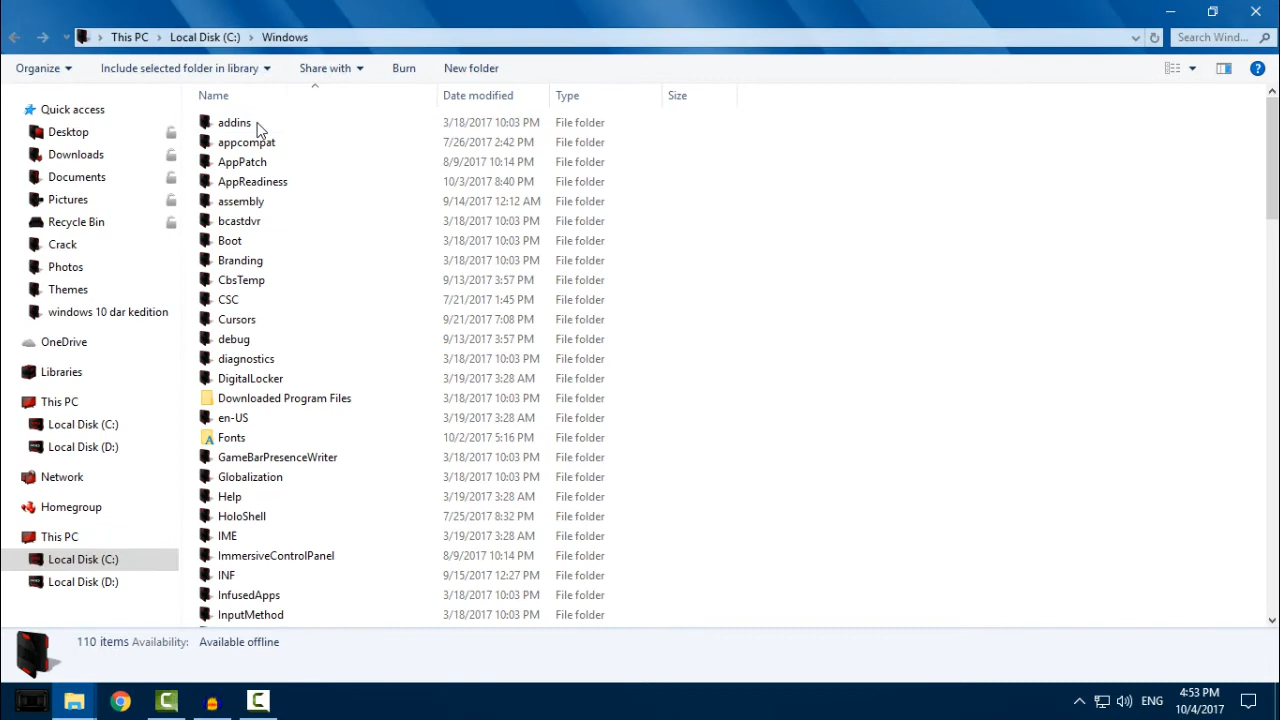 This PC > Local Disk (C:) > Windows
Search Wind...
Organize Include selected folder in library Share with Burn New folder
Name Date modified Type Size
Quick access
Desktop
Downloads
Documents
Pictures
Recycle Bin
Crack
Photos
Themes
windows 10 dar kedition
OneDrive
Libraries
This PC
Local Disk (C:)
Local Disk (D:)
Network
Homegroup
This PC
Local Disk (C:)
Local Disk (D:)
addins 3/18/2017 10:03 PM File folder
appcompat 7/26/2017 2:42 PM File folder
AppPatch 8/9/2017 10:14 PM File folder
AppReadiness 10/3/2017 8:40 PM File folder
assembly 9/14/2017 12:12 AM File folder
bcastdvr 3/18/2017 10:03 PM File folder
Boot 3/18/2017 10:03 PM File folder
Branding 3/18/2017 10:03 PM File folder
CbsTemp 9/13/2017 3:57 PM File folder
CSC 7/21/2017 1:45 PM File folder
Cursors 9/21/2017 7:08 PM File folder
debug 9/13/2017 3:57 PM File folder
diagnostics 3/18/2017 10:03 PM File folder
DigitalLocker 3/19/2017 3:28 AM File folder
Downloaded Program Files 3/18/2017 10:03 PM File folder
en-US 3/19/2017 3:28 AM File folder
Fonts 10/2/2017 5:16 PM File folder
GameBarPresenceWriter 3/18/2017 10:03 PM File folder
Globalization 3/18/2017 10:03 PM File folder
Help 3/19/2017 3:28 AM File folder
HoloShell 7/25/2017 8:32 PM File folder
IME 3/19/2017 3:28 AM File folder
ImmersiveControlPanel 8/9/2017 10:14 PM File folder
INF 9/15/2017 12:27 PM File folder
InfusedApps 3/18/2017 10:03 PM File folder
InputMethod 3/18/2017 10:03 PM File folder
110 items Availability: Available offline
ENG
4:53 PM
10/4/2017